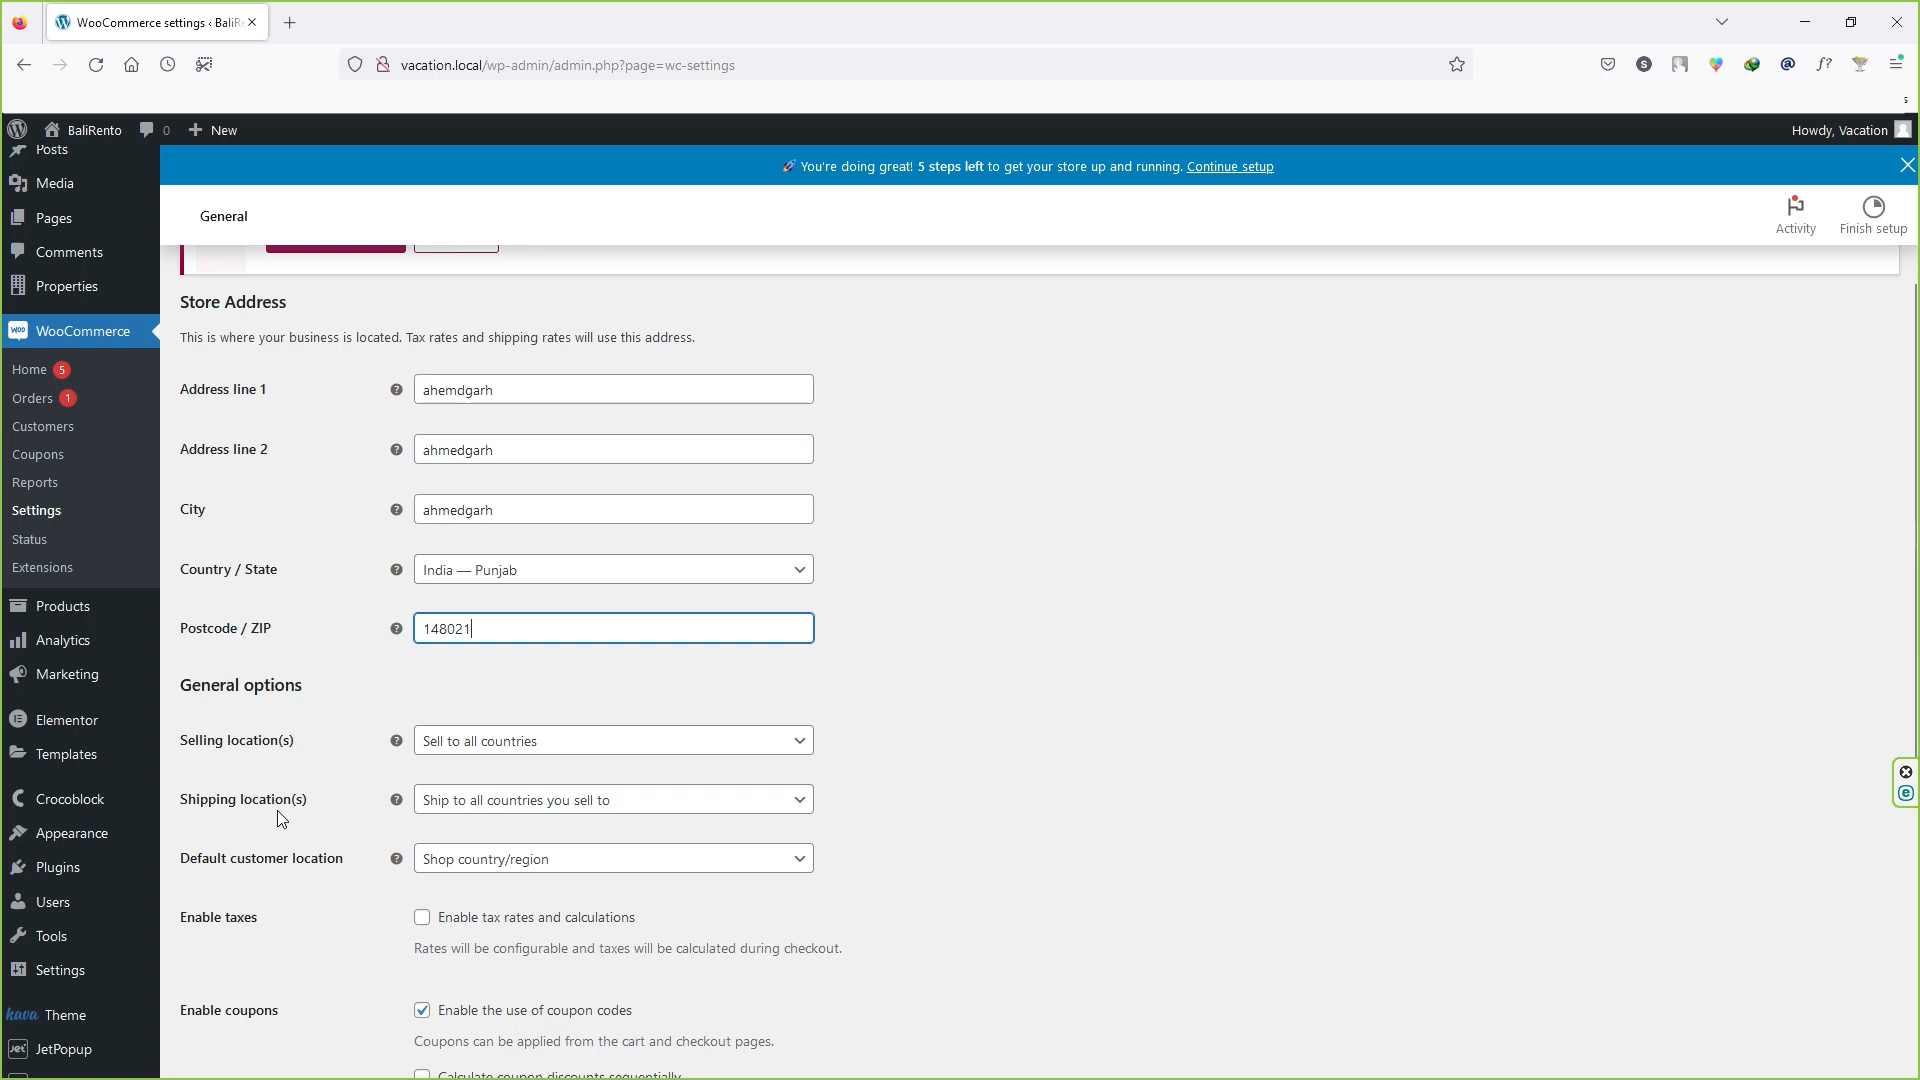 WooCommerce settings ‹ BaliR
vacation.local/wp-admin/admin.php?page=wc-settings
s
BaliRento
0
New
Howdy, Vacation
Posts
Media
Pages
Comments
Properties
WooCommerce
Home 5
Orders 1
Customers
Coupons
Reports
Settings
Status
Extensions
Products
Analytics
Marketing
Elementor
Templates
Crocoblock
Appearance
Plugins
Users
Tools
Settings
kava Theme
JetPopup
🚀 You're doing great! 5 steps left to get your store up and running. Continue setup
General
Activity
Finish setup
Store Address
This is where your business is located. Tax rates and shipping rates will use this address.
Address line 1
ahemdgarh
Address line 2
ahmedgarh
City
ahmedgarh
Country / State
India — Punjab
Postcode / ZIP
148021
General options
Selling location(s)
Sell to all countries
Shipping location(s)
Ship to all countries you sell to
Default customer location
Shop country/region
Enable taxes
Enable tax rates and calculations
Rates will be configurable and taxes will be calculated during checkout.
Enable coupons
Enable the use of coupon codes
Coupons can be applied from the cart and checkout pages.
Calculate coupon discounts sequentially